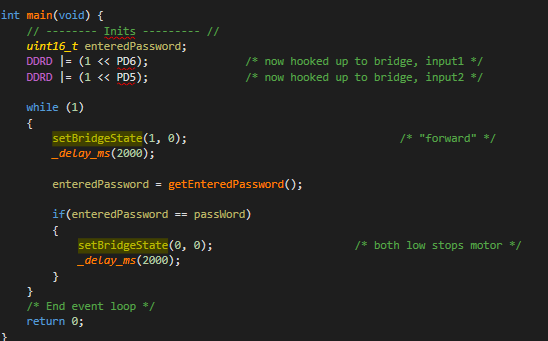 int main(void) {
// -------- Inits --------- //
uint16_t enteredPassword;
DDRD |= (1 << PD6); /* now hooked up to bridge, input1 */
DDRD |= (1 << PD5); /* now hooked up to bridge, input2 */
while (1)
{
setBridgeState(1, 0); /* "forward" */
_delay_ms(2000);
enteredPassword = getEnteredPassword();
if(enteredPassword == passWord)
{
setBridgeState(0, 0); /* both low stops motor */
_delay_ms(2000);
}
}
/* End event loop */
return 0;
}